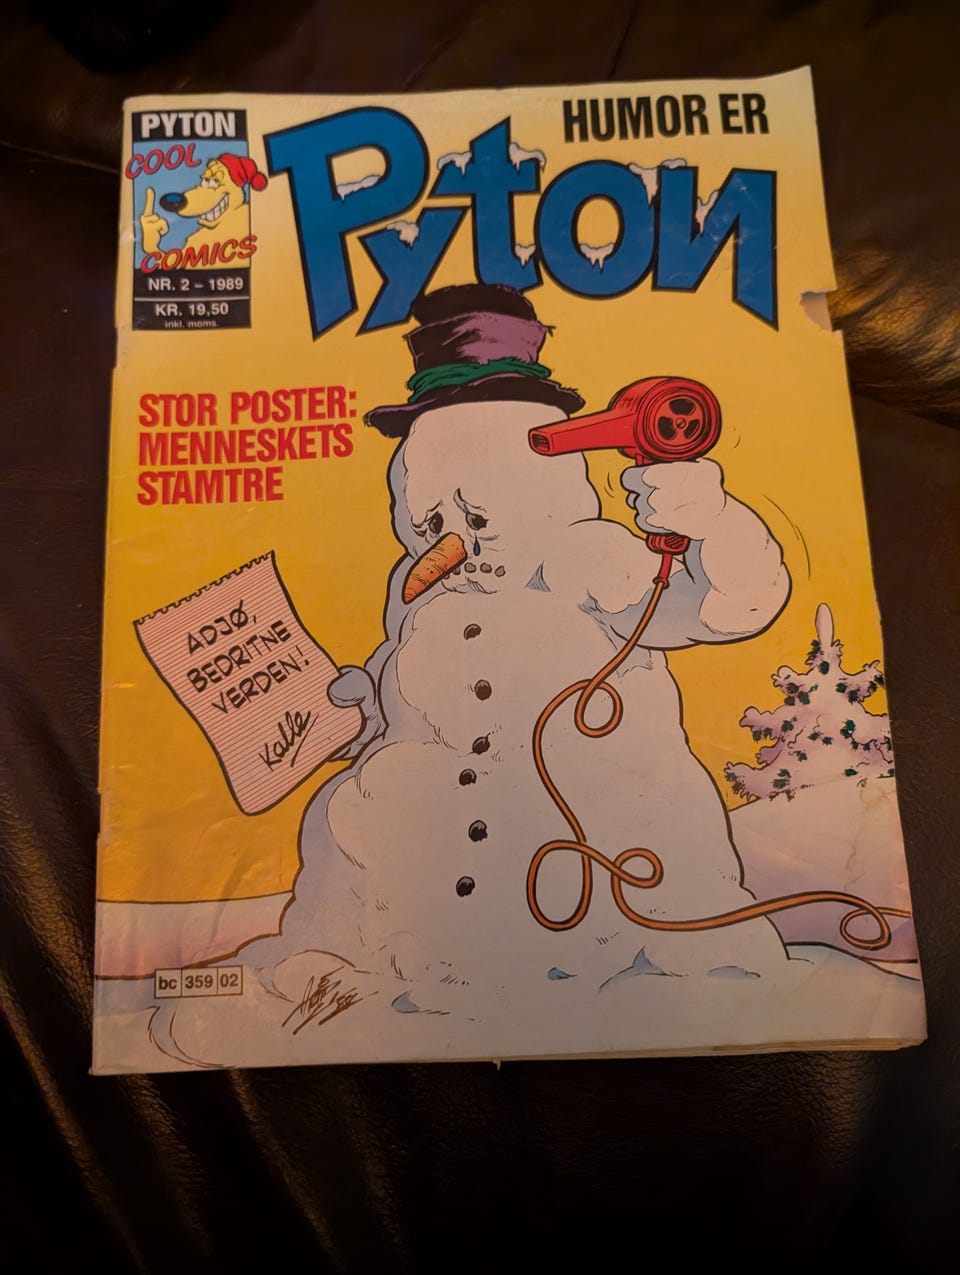 PYTON
COOL
COMICS
NR. 2 - 1989
KR. 19,50
inkl. moms.
HUMOR ER
Pyton
STOR POSTER:
MENNESKETS
STAMTRE
ADJØ,
BEDRITNE
VERDEN!
Kalle
bc 359 02